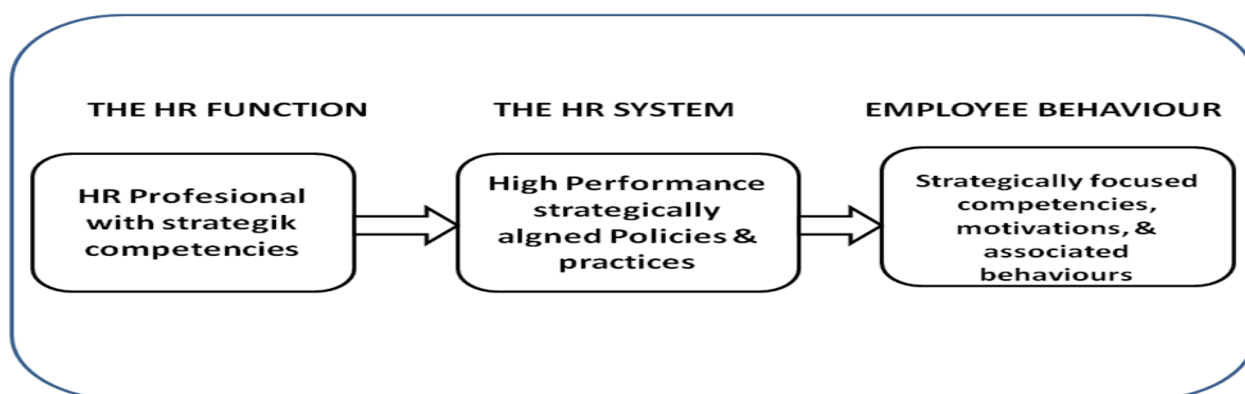 THE HR FUNCTION
THE HR SYSTEM
EMPLOYEE BEHAVIOUR
HR Profesional
with strategik
competencies
High Performance
strategically
algned Policies &
practices
Strategically focused
competencies,
motivations, &
associated
behaviours